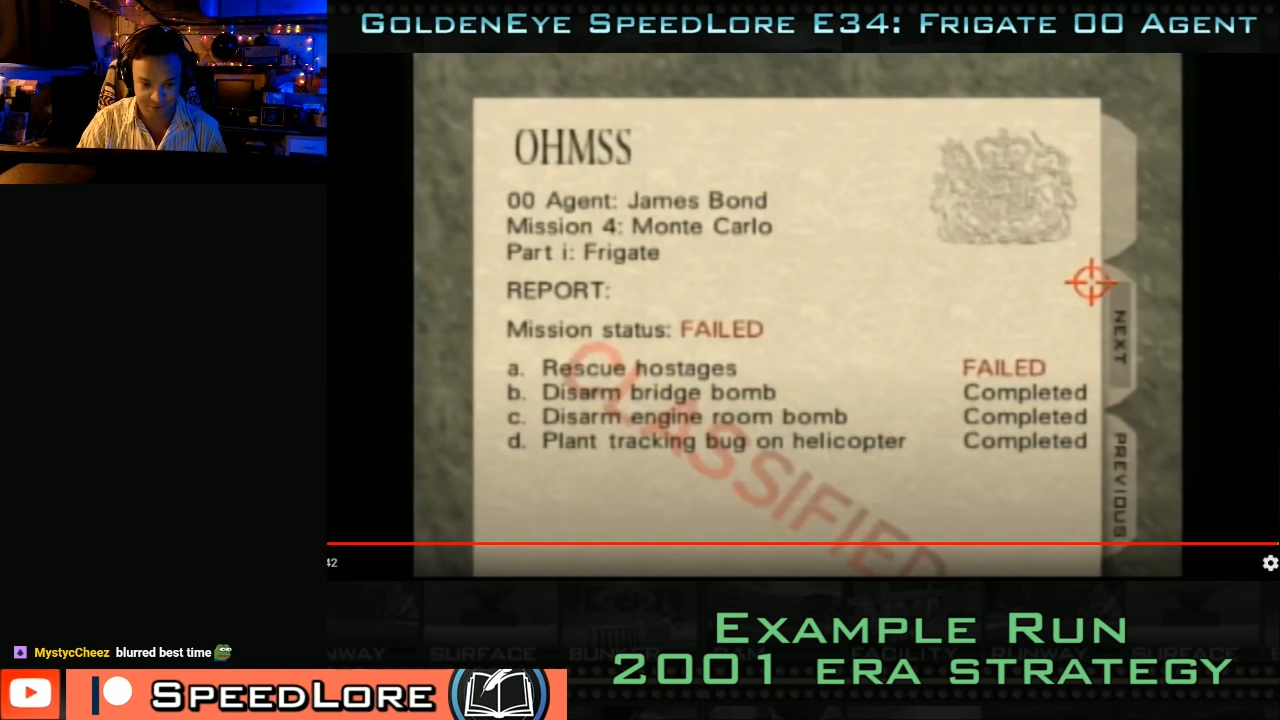 GOLDENEYE SPEEDLORE E34: FRIGATE 00 AGENT
OHMSS
00 Agent: James Bond
Mission 4: Monte Carlo
Part i: Frigate
REPORT:
Mission status: FAILED
a. Rescue hostages FAILED
b. Disarm bridge bomb Completed
c. Disarm engine room bomb Completed
d. Plant tracking bug on helicopter Completed
CLASSIFIED
NEXT
PREVIOUS
42
EXAMPLE RUN
2001 ERA STRATEGY
MystycCheez blurred best time
SPEEDLORE